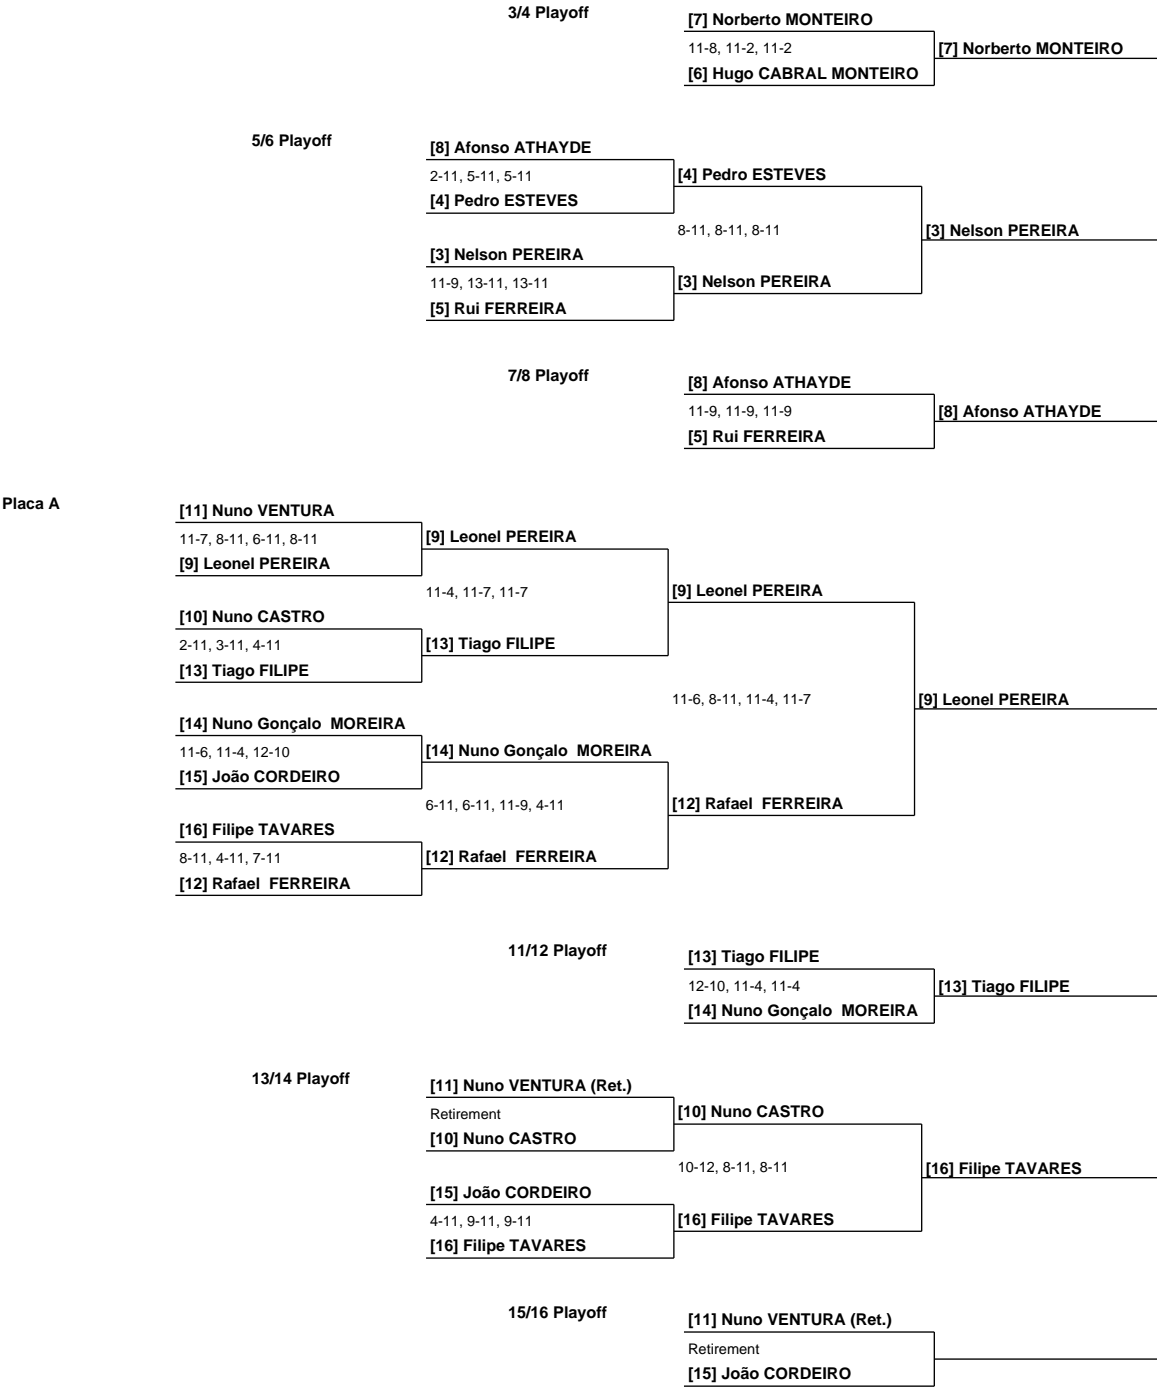 3/4 Playoff
[7] Norberto MONTEIRO
11-8, 11-2, 11-2
[7] Norberto MONTEIRO
[6] Hugo CABRAL MONTEIRO
5/6 Playoff
[8] Afonso ATHAYDE
2-11, 5-11, 5-11
[4] Pedro ESTEVES
[4] Pedro ESTEVES
8-11, 8-11, 8-11
[3] Nelson PEREIRA
[3] Nelson PEREIRA
11-9, 13-11, 13-11
[3] Nelson PEREIRA
[5] Rui FERREIRA
7/8 Playoff
[8] Afonso ATHAYDE
11-9, 11-9, 11-9
[8] Afonso ATHAYDE
[5] Rui FERREIRA
Placa A
[11] Nuno VENTURA
11-7, 8-11, 6-11, 8-11
[9] Leonel PEREIRA
[9] Leonel PEREIRA
11-4, 11-7, 11-7
[9] Leonel PEREIRA
[10] Nuno CASTRO
2-11, 3-11, 4-11
[13] Tiago FILIPE
[13] Tiago FILIPE
11-6, 8-11, 11-4, 11-7
[9] Leonel PEREIRA
[14] Nuno Gonçalo  MOREIRA
11-6, 11-4, 12-10
[14] Nuno Gonçalo  MOREIRA
[15] João CORDEIRO
6-11, 6-11, 11-9, 4-11
[12] Rafael  FERREIRA
[16] Filipe TAVARES
8-11, 4-11, 7-11
[12] Rafael  FERREIRA
[12] Rafael  FERREIRA
11/12 Playoff
[13] Tiago FILIPE
12-10, 11-4, 11-4
[13] Tiago FILIPE
[14] Nuno Gonçalo  MOREIRA
13/14 Playoff
[11] Nuno VENTURA (Ret.)
Retirement
[10] Nuno CASTRO
[10] Nuno CASTRO
10-12, 8-11, 8-11
[16] Filipe TAVARES
[15] João CORDEIRO
4-11, 9-11, 9-11
[16] Filipe TAVARES
[16] Filipe TAVARES
15/16 Playoff
[11] Nuno VENTURA (Ret.)
Retirement
[15] João CORDEIRO